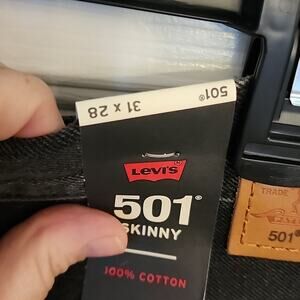 501® 31 x 28
Levi's
501®
SKINNY
100% COTTON
TRADE
501®